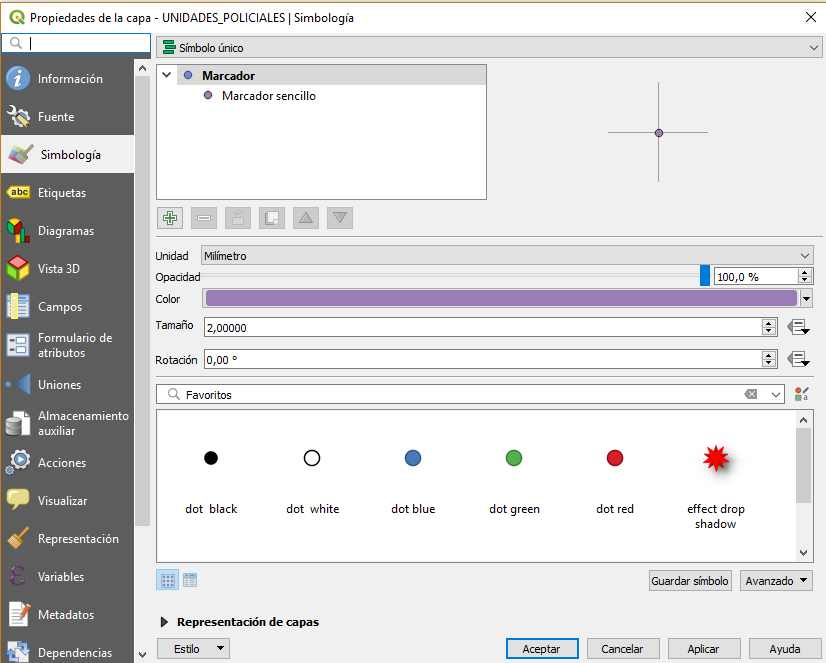 Propiedades de la capa - UNIDADES_POLICIALES | Simbología
Símbolo único
Información
Fuente
Simbología
abc Etiquetas
Diagramas
Vista 3D
Campos
Formulario de
atributos
Uniones
Almacenamiento
auxiliar
Acciones
Visualizar
Representación
Variables
Metadatos
Dependencias
Marcador
Marcador sencillo
Unidad Milímetro
Opacidad 100,0 %
Color
Tamaño 2,00000
Rotación 0,00 °
Favoritos
dot black
dot white
dot blue
dot green
dot red
effect drop
shadow
Guardar símbolo
Avanzado
Representación de capas
Estilo
Aceptar
Cancelar
Aplicar
Ayuda